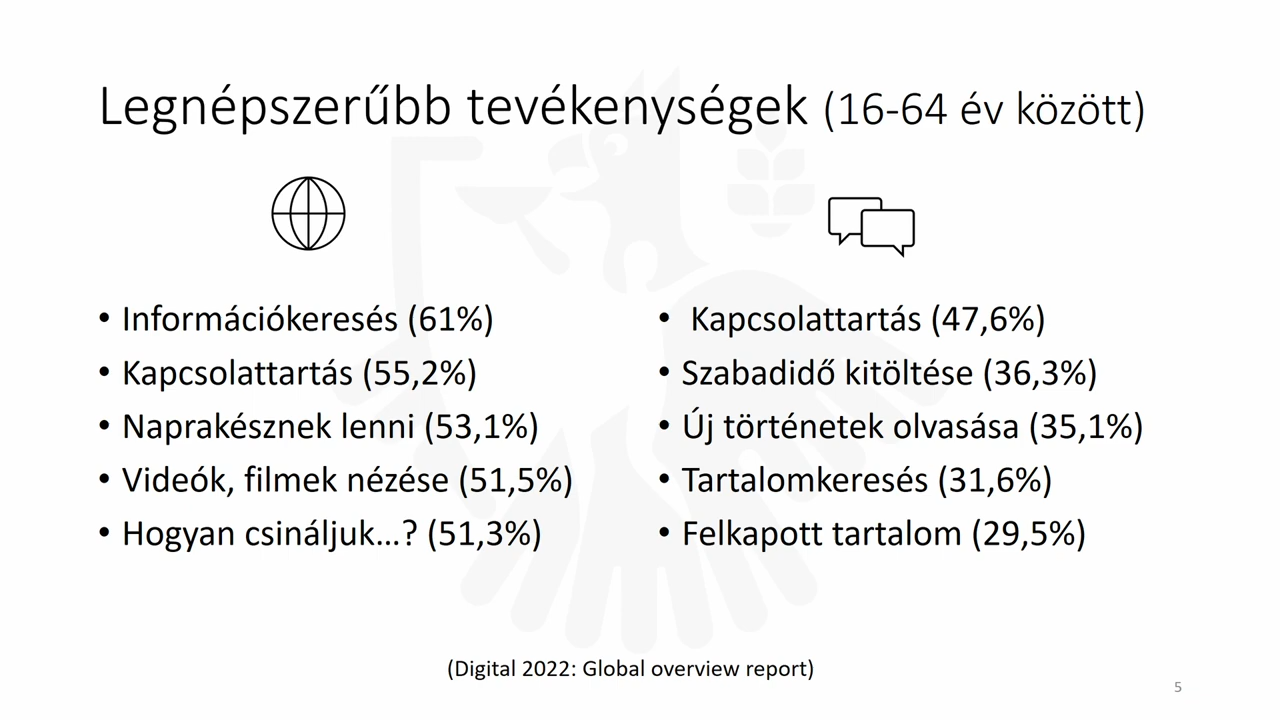 Legnépszerűbb tevékenységek (16-64 év között)
• Információkeresés (61%)
• Kapcsolattartás (55,2%)
• Naprakésznek lenni (53,1%)
• Videók, filmek nézése (51,5%)
• Hogyan csináljuk...? (51,3%)
• Kapcsolattartás (47,6%)
• Szabadidő kitöltése (36,3%)
• Új történetek olvasása (35,1%)
• Tartalomkeresés (31,6%)
• Felkapott tartalom (29,5%)
(Digital 2022: Global overview report)
5